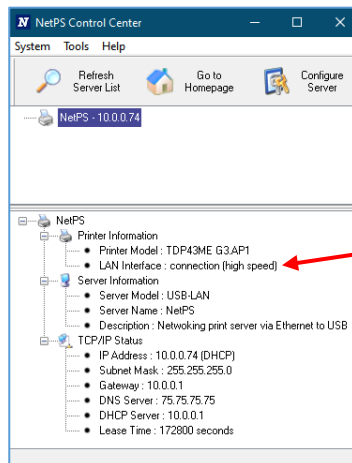 NetPS Control Center
System Tools Help
Refresh Server List
Go to Homepage
Configure Server
NetPS - 10.0.0.74
NetPS
Printer Information
Printer Model : TDP43ME G3.AP1
LAN Interface : connection (high speed)
Server Information
Server Model : USB-LAN
Server Name : NetPS
Description : Netwoking print server via Ethernet to USB
TCP/IP Status
IP Address : 10.0.0.74 (DHCP)
Subnet Mask : 255.255.255.0
Gateway : 10.0.0.1
DNS Server : 75.75.75.75
DHCP Server : 10.0.0.1
Lease Time : 172800 seconds